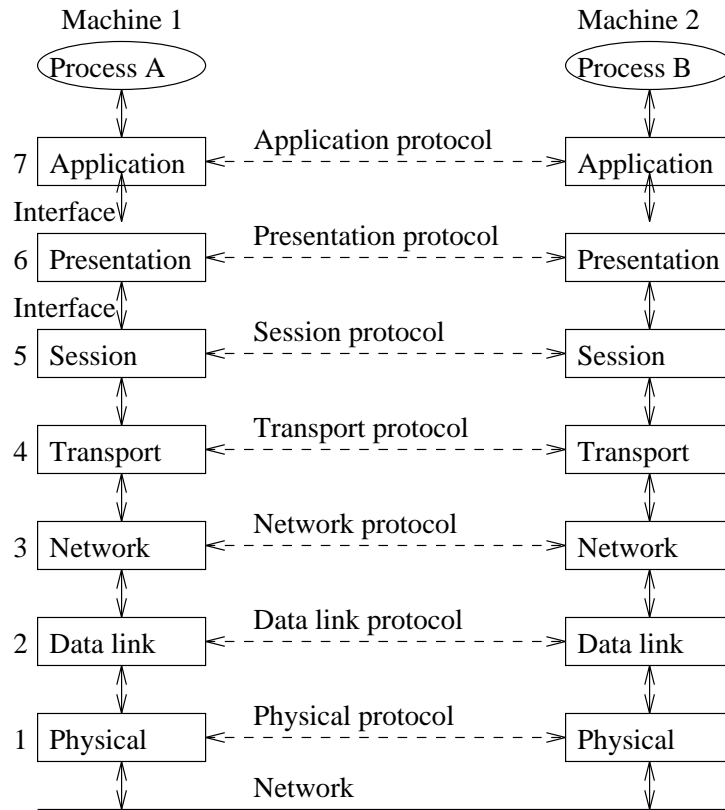 Machine 1 Machine 2
Process A Process B
Application protocol
7 Application Application
Interface
Presentation protocol
6 Presentation Presentation
Interface
Session protocol
5 Session Session
Transport protocol
4 Transport Transport
Network protocol
3 Network Network
Data link protocol
2 Data link Data link
Physical protocol
1 Physical Physical
Network